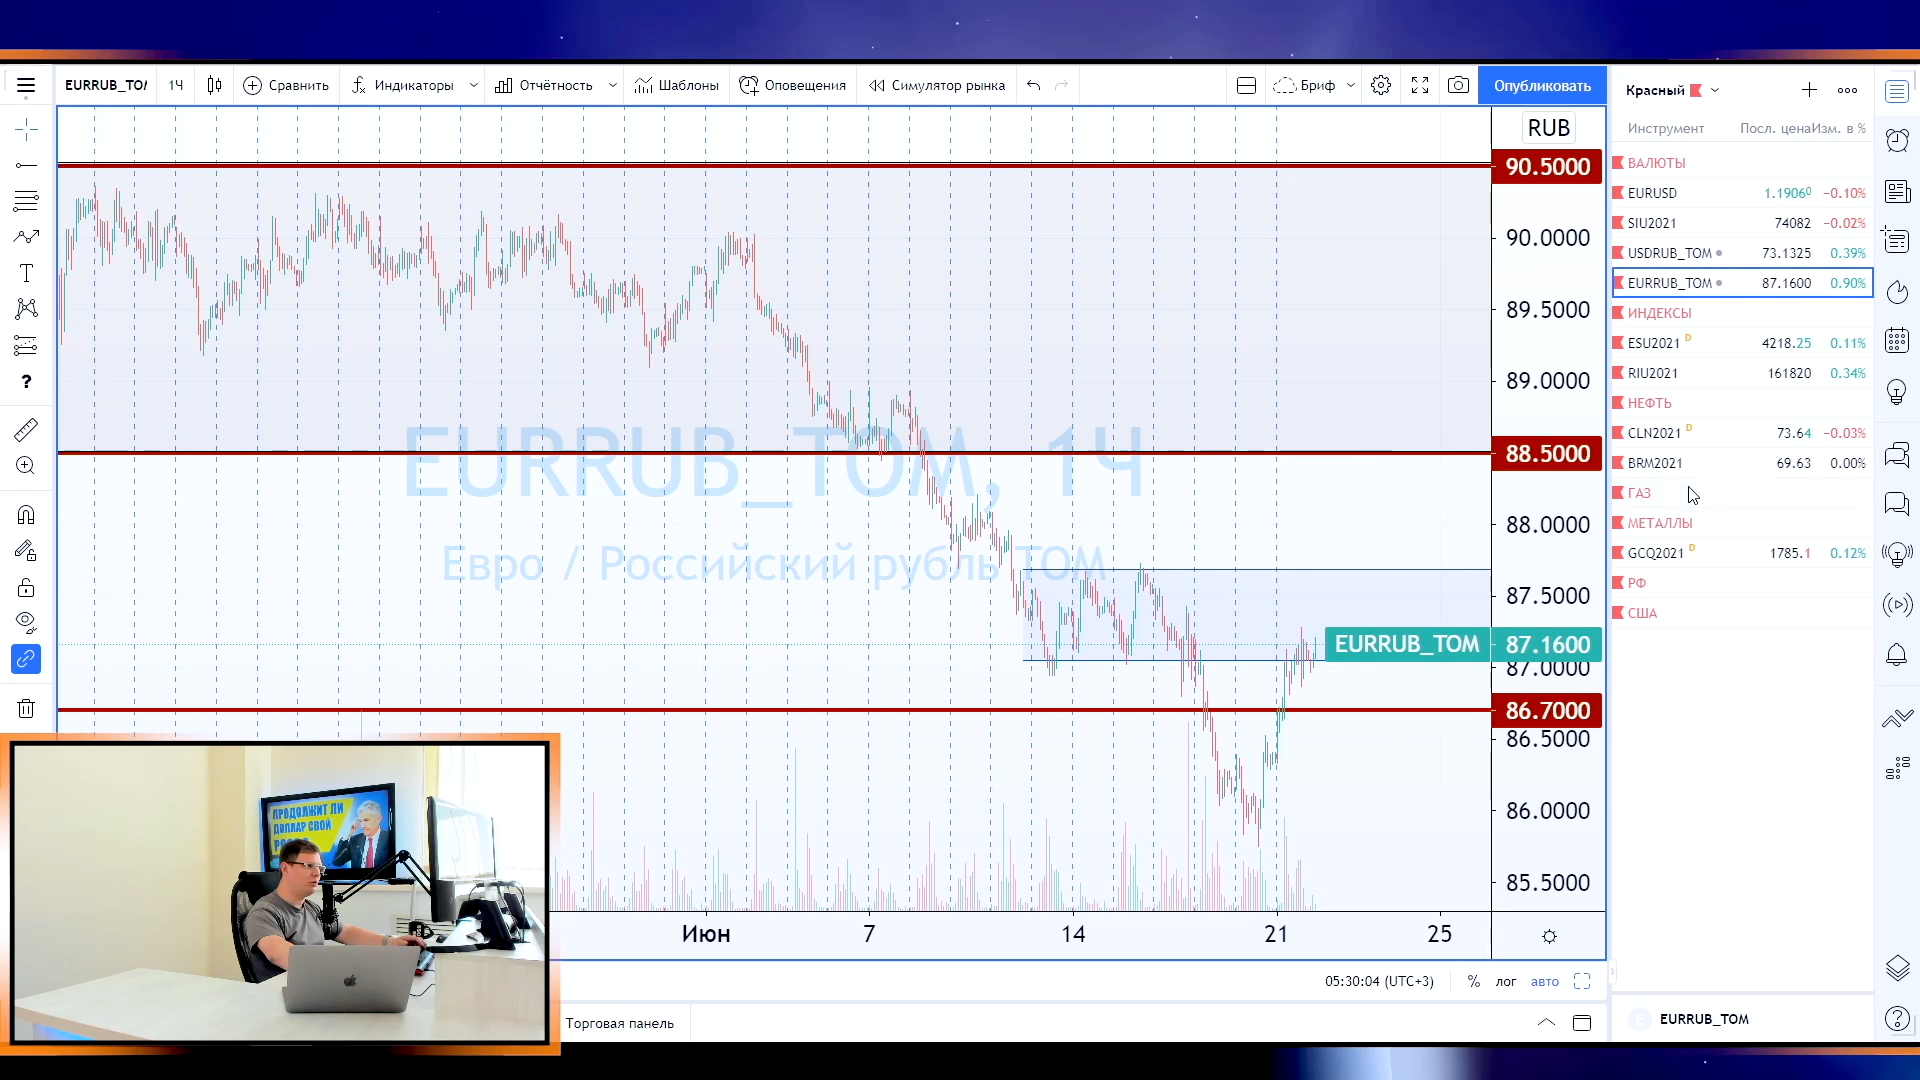 EURRUB_TOM
1Ч
Сравнить
Индикаторы
Отчётность
Шаблоны
Оповещения
Симулятор рынка
Бриф
Опубликовать
Красный
Инструмент Посл. цена Изм. в %
ВАЛЮТЫ
EURUSD 1.19060 −0.10%
SIU2021 74082 −0.02%
USDRUB_TOM 73.1325 0.39%
EURRUB_TOM 87.1600 0.90%
ИНДЕКСЫ
ESU2021 D 4218.25 0.11%
RIU2021 161820 0.34%
НЕФТЬ
CLN2021 D 73.64 −0.03%
BRM2021 69.63 0.00%
ГАЗ
МЕТАЛЛЫ
GCQ2021 D 1785.1 0.12%
РФ
США
RUB
90.5000
90.0000
89.5000
89.0000
88.5000
88.0000
87.5000
EURRUB_TOM 87.1600
87.0000
86.7000
86.5000
86.0000
85.5000
EURRUB_TOM, 1Ч
Евро / Российский рубль TOM
Июн 7 14 21 25
05:30:04 (UTC+3) % лог авто
Торговая панель
EURRUB_TOM
ПРОДОЛЖИТ ЛИ
ДОЛЛАР СВОЙ